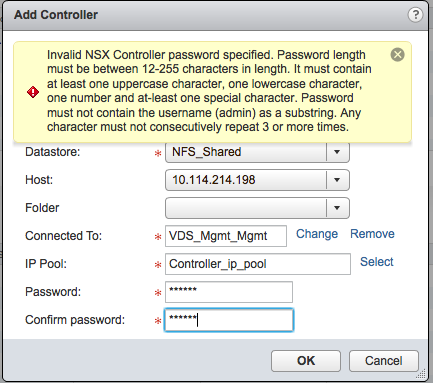 Add Controller
?
Invalid NSX Controller password specified. Password length
must be between 12-255 characters in length. It must contain
at least one uppercase character, one lowercase character,
one number and at-least one special character. Password
must not contain the username (admin) as a substring. Any
character must not consecutively repeat 3 or more times.
Datastore: * NFS_Shared
Host: * 10.114.214.198
Folder
Connected To: * VDS_Mgmt_Mgmt Change Remove
IP Pool: * Controller_ip_pool Select
Password: * ******
Confirm password: * ******
OK Cancel